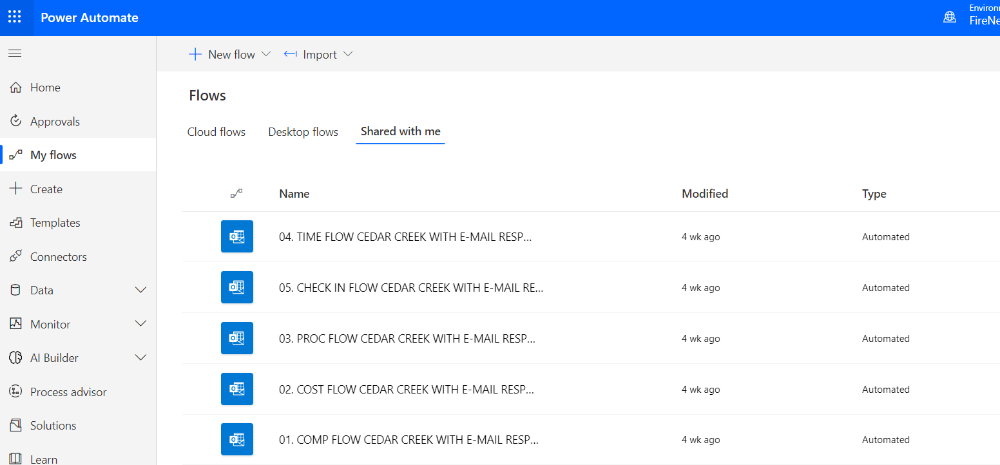 Power Automate
Environ
FireNe
New flow
Import
Home
Approvals
My flows
Create
Templates
Connectors
Data
Monitor
AI Builder
Process advisor
Solutions
Learn
Flows
Cloud flows Desktop flows Shared with me
Name Modified Type
04. TIME FLOW CEDAR CREEK WITH E-MAIL RESP... 4 wk ago Automated
05. CHECK IN FLOW CEDAR CREEK WITH E-MAIL RE... 4 wk ago Automated
03. PROC FLOW CEDAR CREEK WITH E-MAIL RESP... 4 wk ago Automated
02. COST FLOW CEDAR CREEK WITH E-MAIL RESP... 4 wk ago Automated
01. COMP FLOW CEDAR CREEK WITH E-MAIL RESP... 4 wk ago Automated